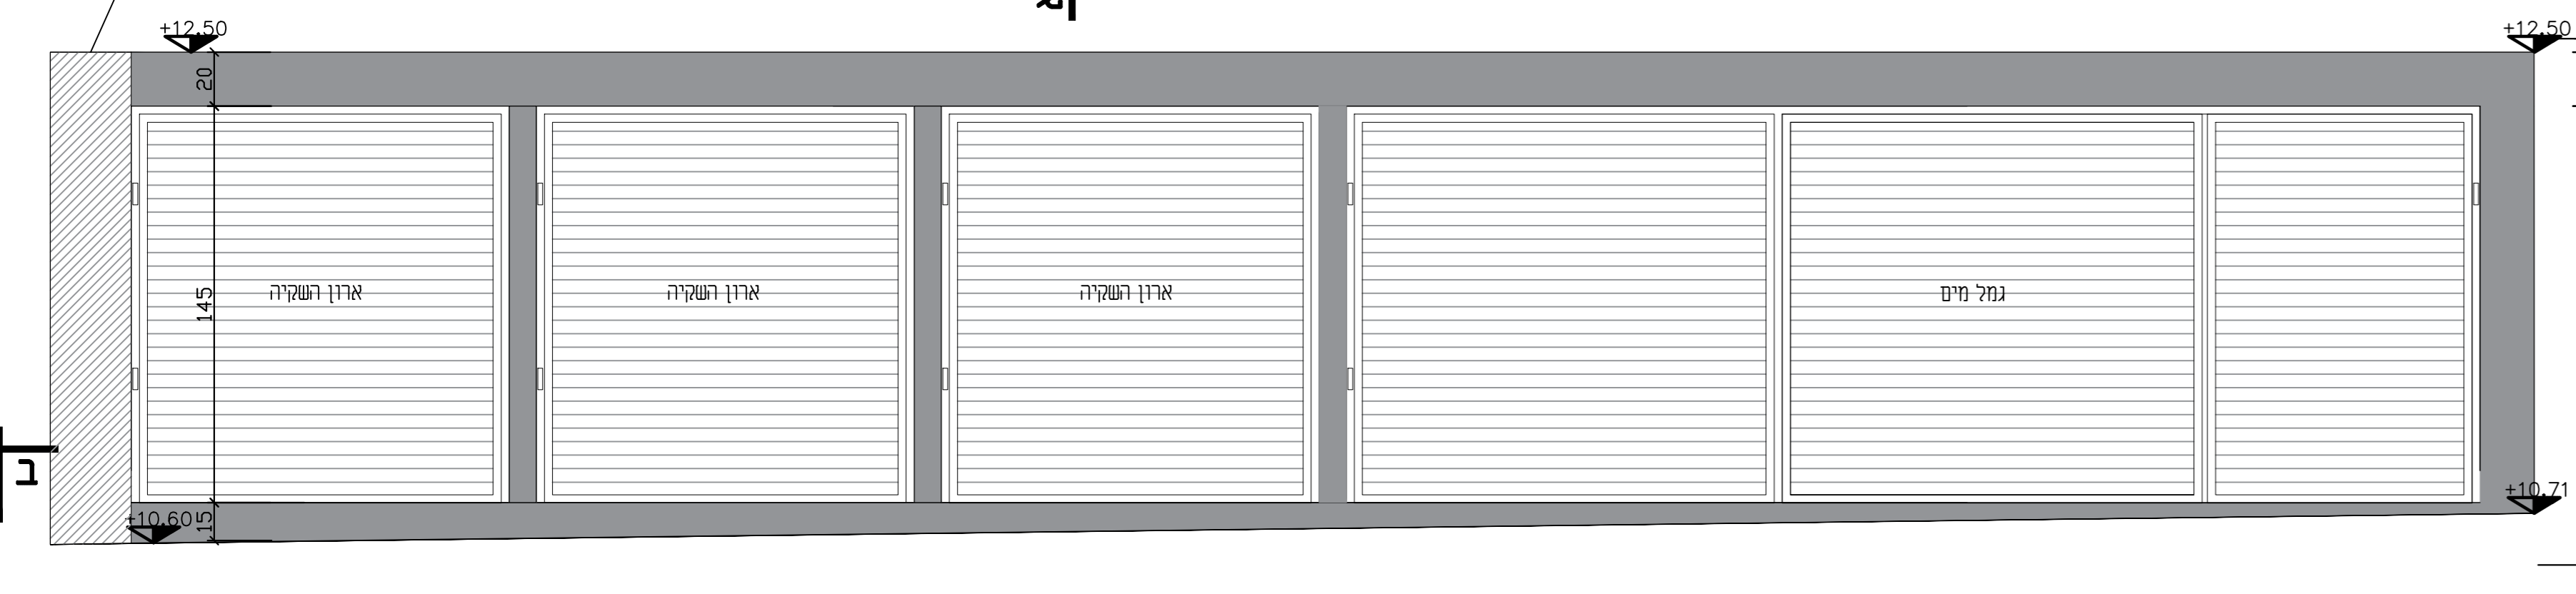 +12.50
+12.50
20
145
ארון השקיה
ארון השקיה
ארון השקיה
גמל מים
ב
+10.60
15
+10.71